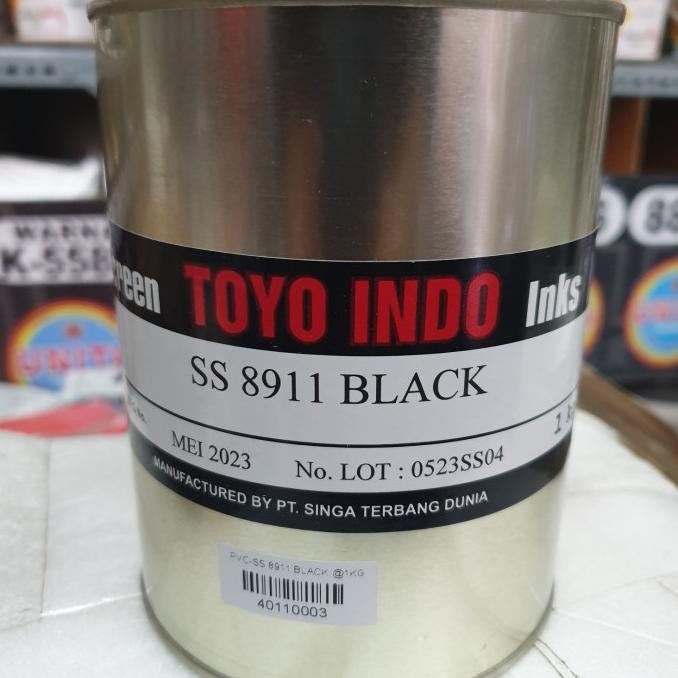 TOYO INDO Inks
SS 8911 BLACK
MEI 2023 No. LOT : 0523SS04
MANUFACTURED BY PT. SINGA TERBANG DUNIA
PVC-SS 8911 BLACK @1KG
40110003